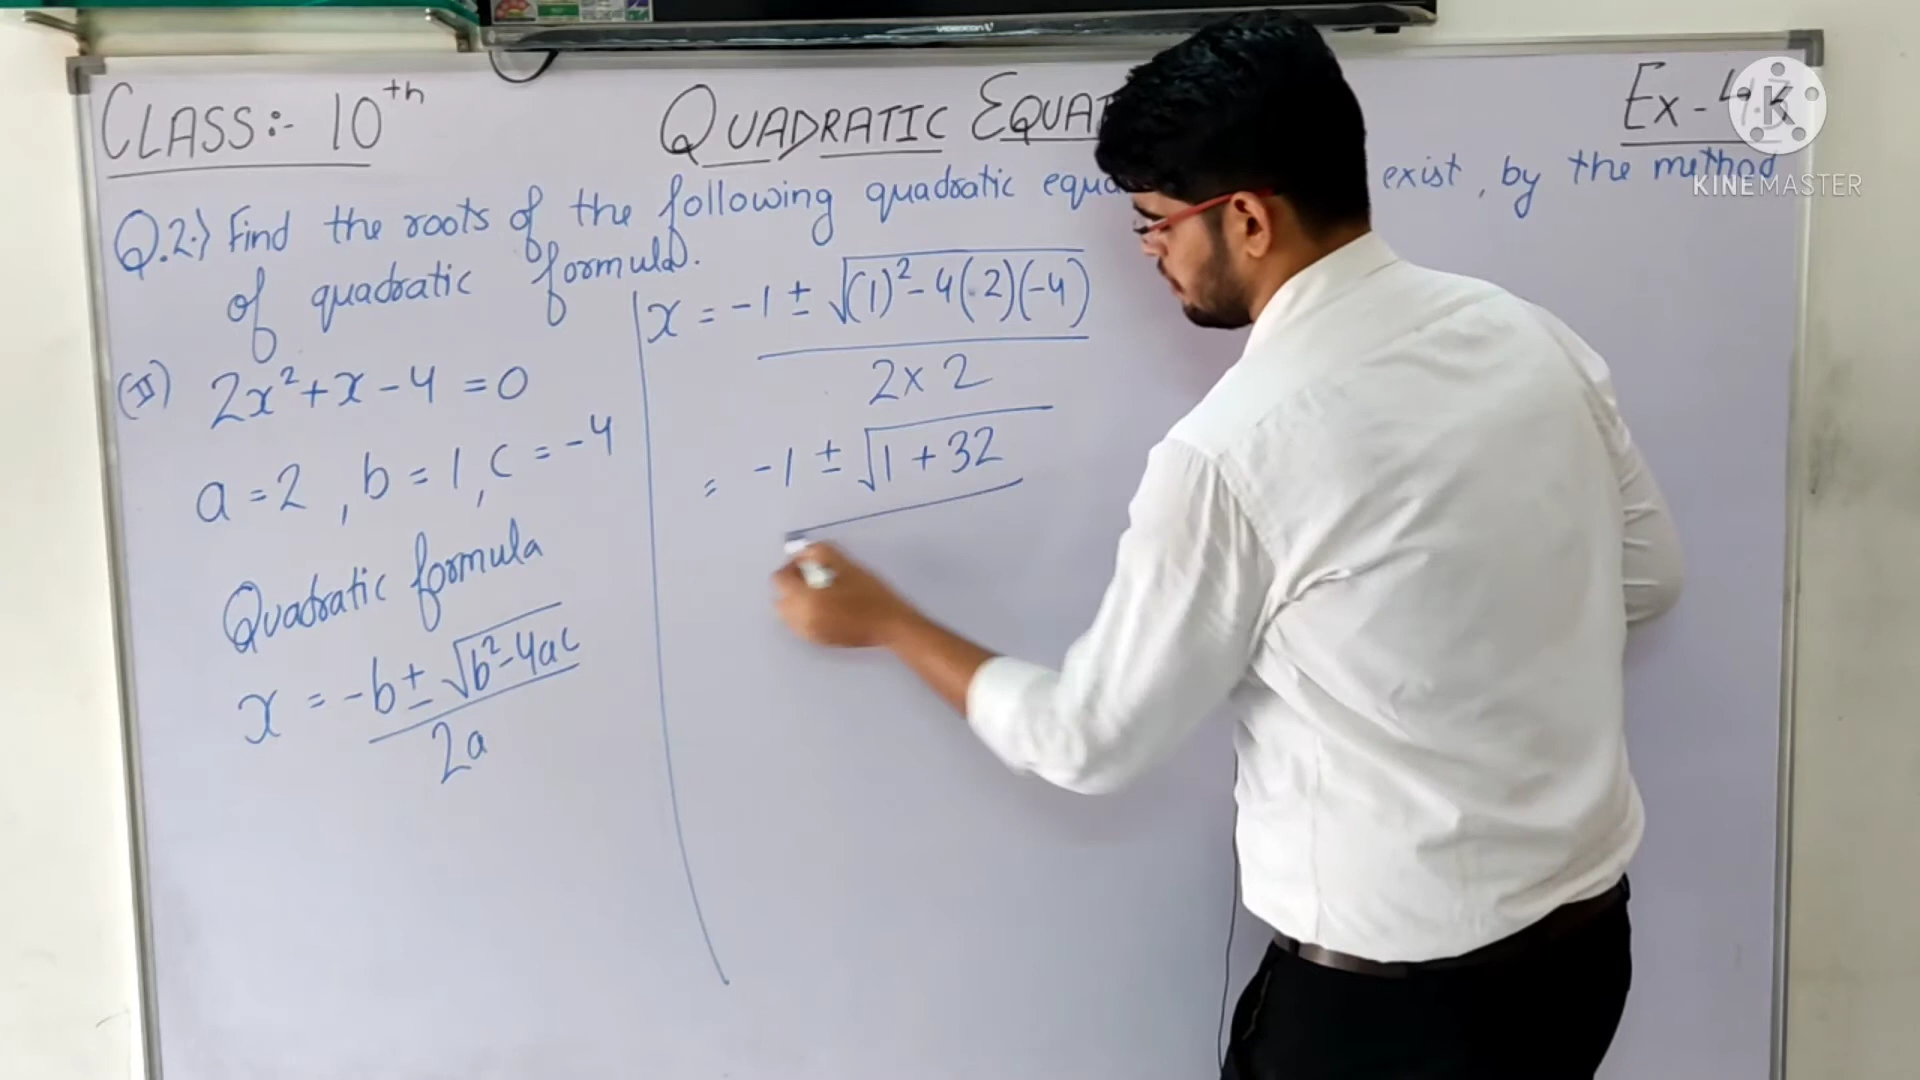 VIDEOCON
CLASS:- 10th
QUADRATIC EQUAT
Ex - 4.3
K
KINEMASTER
Q.2.) Find the roots of the following quadratic equa exist, by the method
of quadratic formula.
(ii) 2x² + x - 4 = 0
a = 2, b = 1, c = -4
Quadratic formula
x = -b ± √b²-4ac
2a
x = -1 ± √(1)² - 4(2)(-4)
2 x 2
= -1 ± √1 + 32